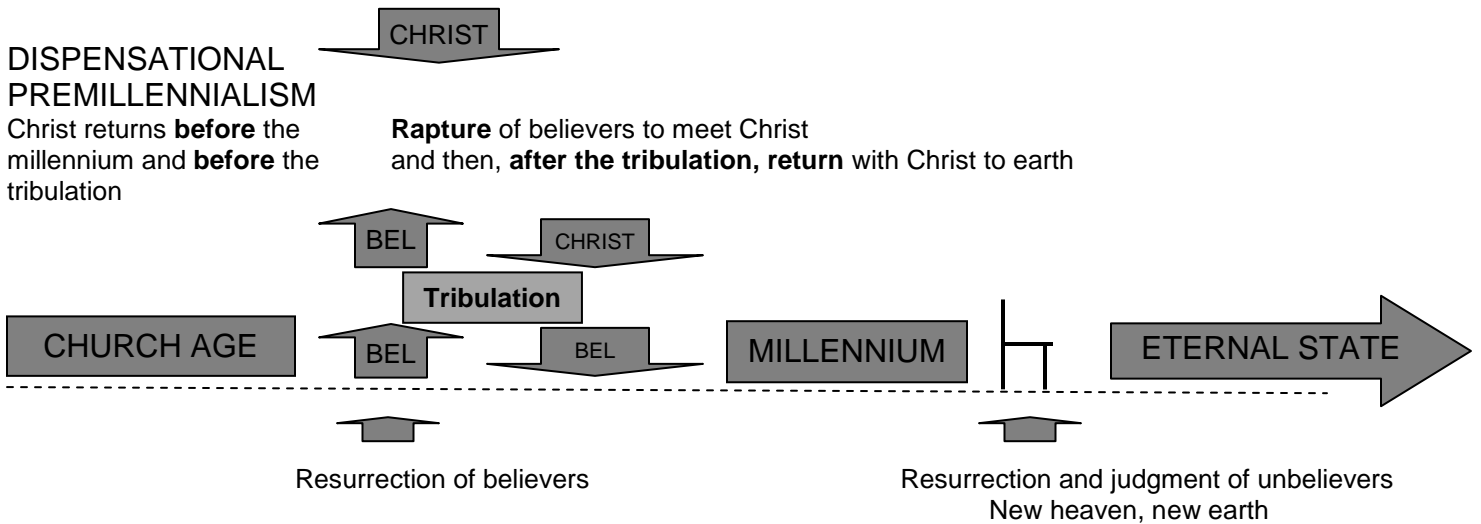 CHRIST
DISPENSATIONAL
PREMILLENNIALISM
Christ returns before the
millennium and before the
tribulation
Rapture of believers to meet Christ
and then, after the tribulation, return with Christ to earth
BEL
CHRIST
Tribulation
CHURCH AGE
BEL
BEL
MILLENNIUM
ETERNAL STATE
Resurrection of believers
Resurrection and judgment of unbelievers
New heaven, new earth